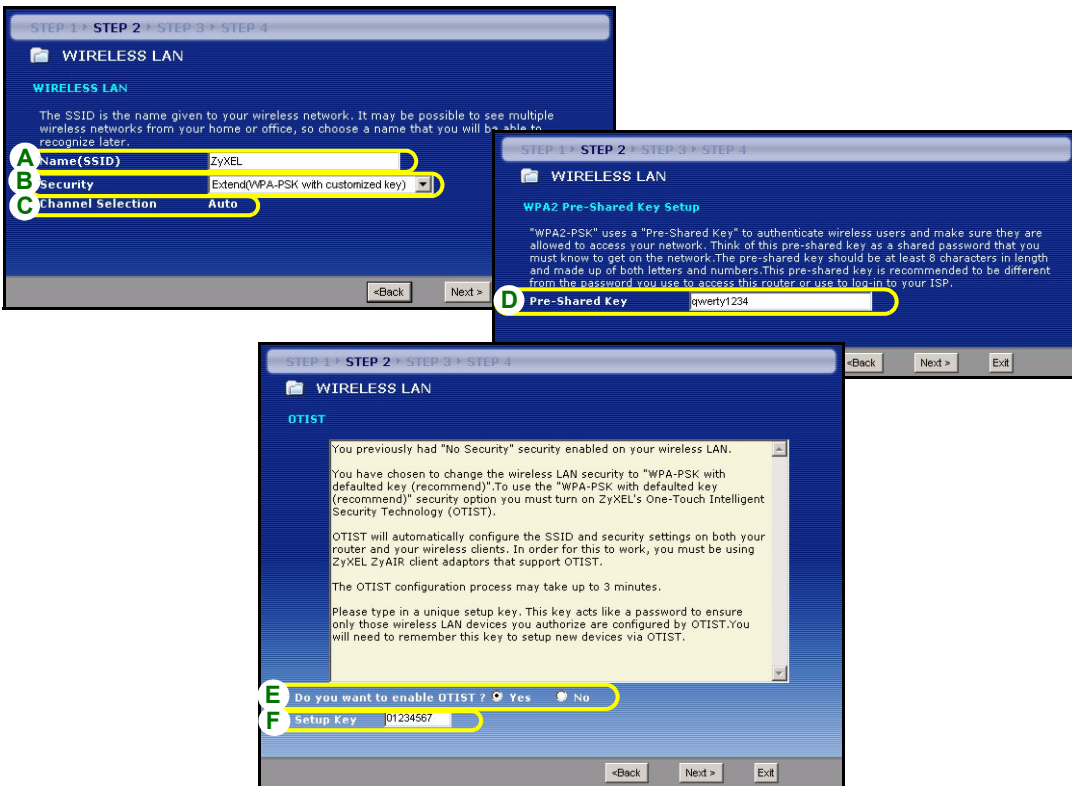 STEP 1 STEP 2 STEP 3 STEP 4
WIRELESS LAN
WIRELESS LAN
The SSID is the name given to your wireless network. It may be possible to see multiple
wireless networks from your home or office, so choose a name that you will be able to
recognize later.
A Name(SSID) ZyXEL
B Security Extend(WPA-PSK with customized key)
C Channel Selection Auto
<Back Next >
STEP 1 STEP 2 STEP 3 STEP 4
WIRELESS LAN
WPA2 Pre-Shared Key Setup
"WPA2-PSK" uses a "Pre-Shared Key" to authenticate wireless users and make sure they are
allowed to access your network. Think of this pre-shared key as a shared password that you
must know to get on the network.The pre-shared key should be at least 8 characters in length
and made up of both letters and numbers.This pre-shared key is recommended to be different
from the password you use to access this router or use to log-in to your ISP.
D Pre-Shared Key qwerty1234
<Back Next > Exit
STEP 1 STEP 2 STEP 3 STEP 4
WIRELESS LAN
OTIST
You previously had "No Security" security enabled on your wireless LAN.
You have chosen to change the wireless LAN security to "WPA-PSK with
defaulted key (recommend)".To use the "WPA-PSK with defaulted key
(recommend)" security option you must turn on ZyXEL's One-Touch Intelligent
Security Technology (OTIST).
OTIST will automatically configure the SSID and security settings on both your
router and your wireless clients. In order for this to work, you must be using
ZyXEL ZyAIR client adaptors that support OTIST.
The OTIST configuration process may take up to 3 minutes.
Please type in a unique setup key. This key acts like a password to ensure
only those wireless LAN devices you authorize are configured by OTIST.You
will need to remember this key to setup new devices via OTIST.
E Do you want to enable OTIST ? Yes No
F Setup Key 01234567
<Back Next > Exit